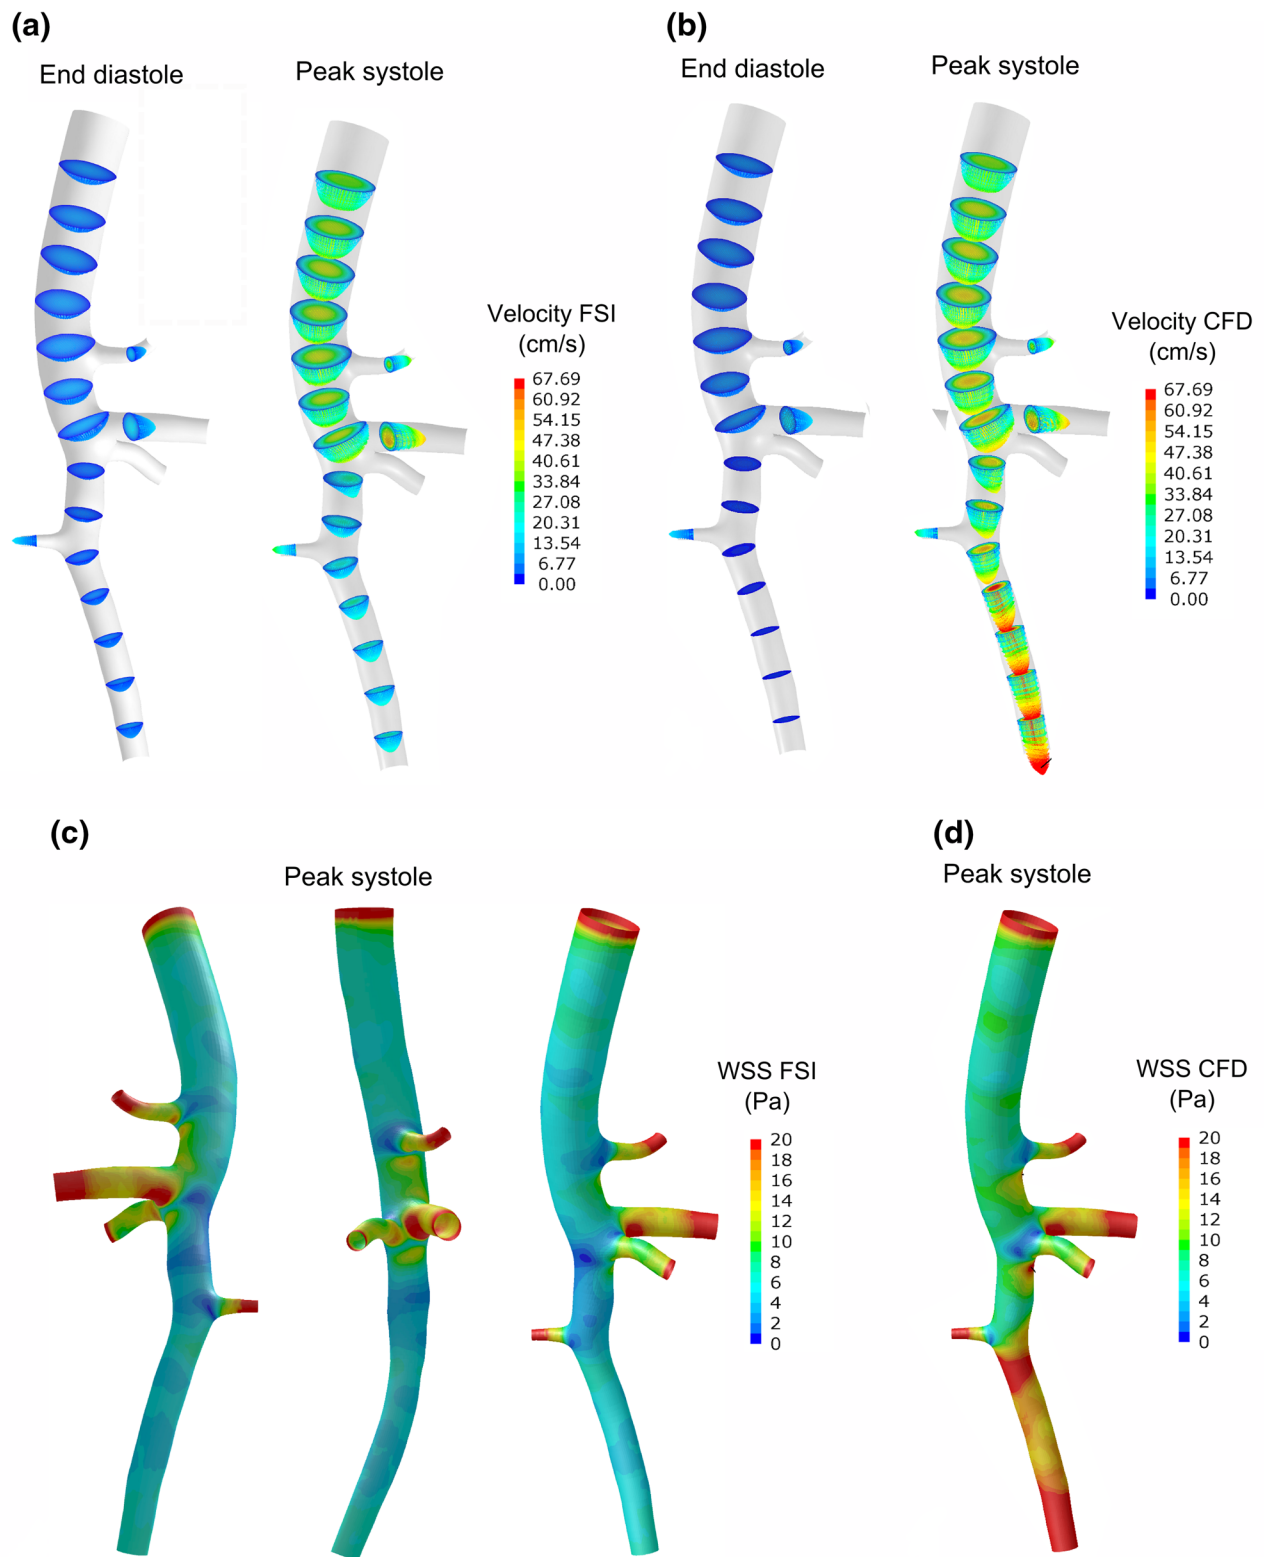 (a)
End diastole
Peak systole
Velocity FSI
(cm/s)
67.69
60.92
54.15
47.38
40.61
33.84
27.08
20.31
13.54
6.77
0.00
(b)
End diastole
Peak systole
Velocity CFD
(cm/s)
67.69
60.92
54.15
47.38
40.61
33.84
27.08
20.31
13.54
6.77
0.00
(c)
Peak systole
WSS FSI
(Pa)
20
18
16
14
12
10
8
6
4
2
0
(d)
Peak systole
WSS CFD
(Pa)
20
18
16
14
12
10
8
6
4
2
0